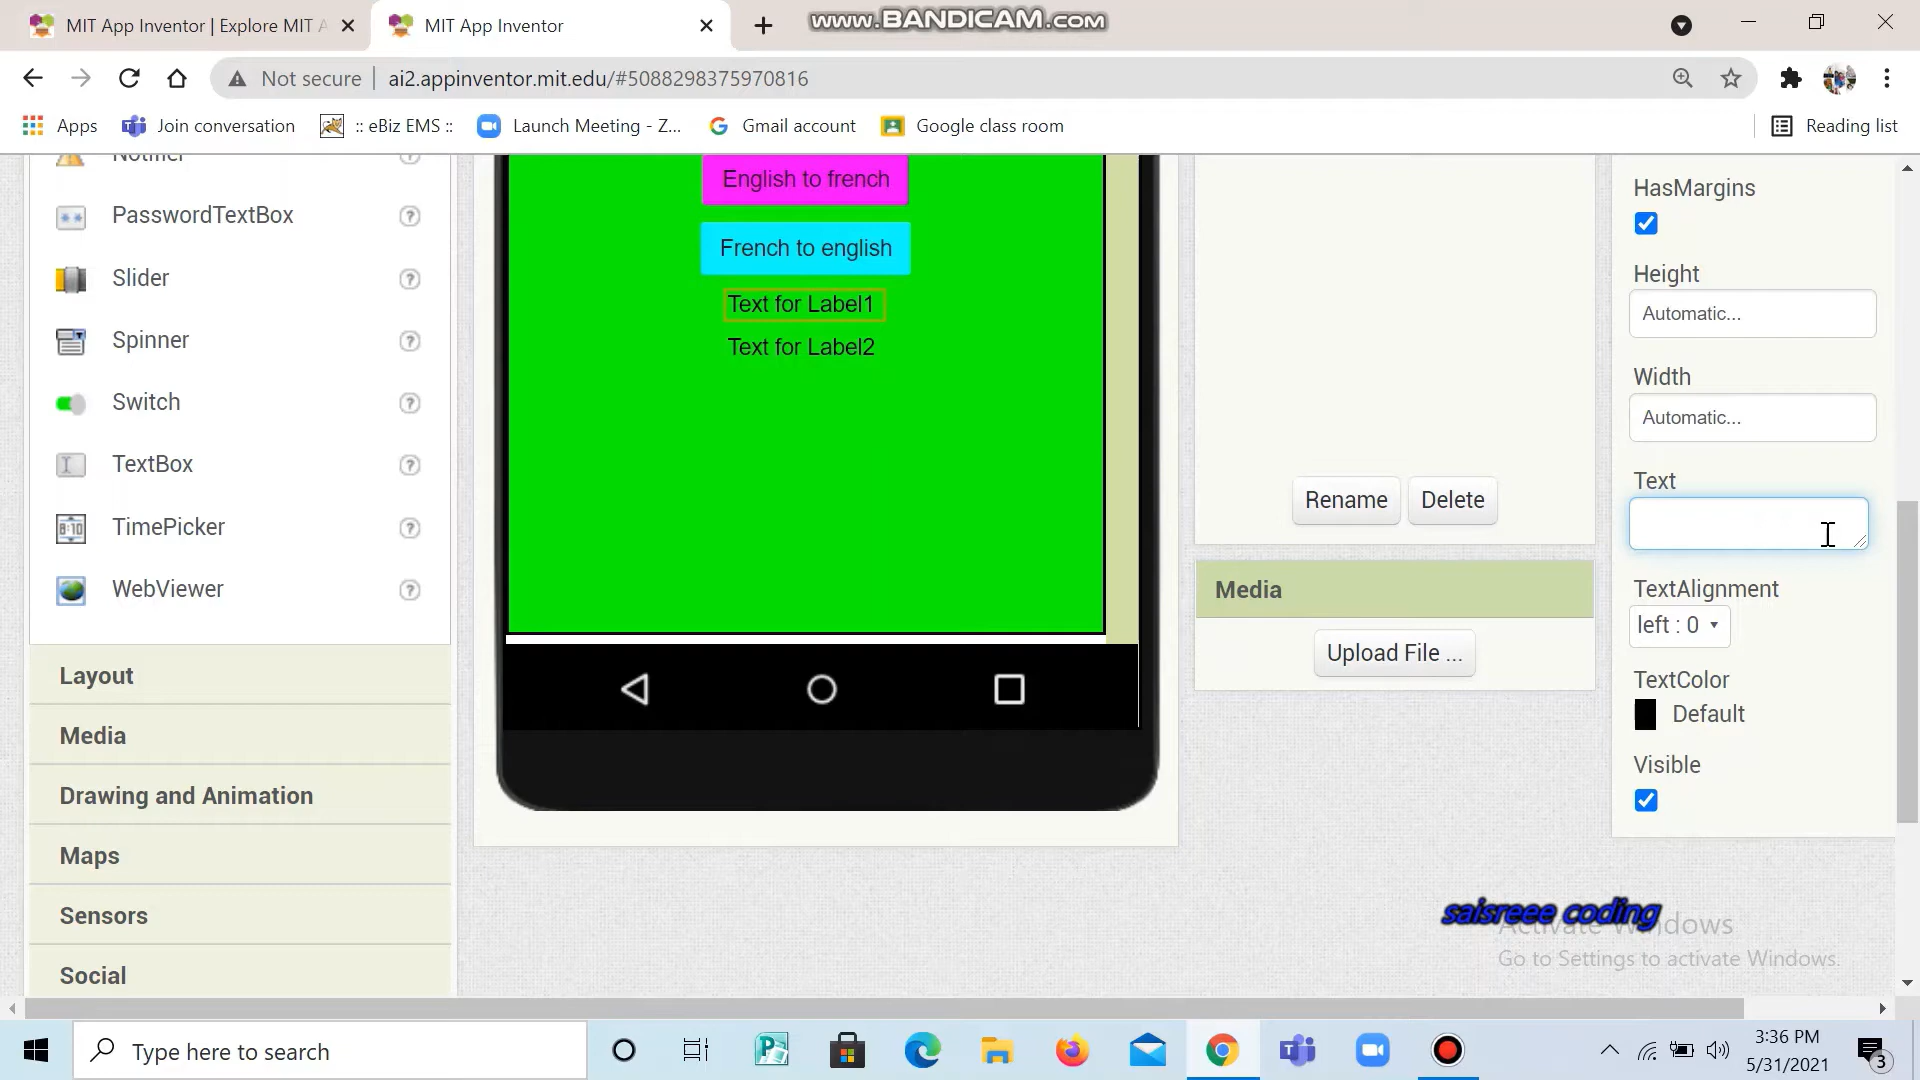 MIT App Inventor | Explore MIT A
MIT App Inventor
www.BANDICAM.com
Not secure
ai2.appinventor.mit.edu/#5088298375970816
Apps
Join conversation
:: eBiz EMS ::
Launch Meeting - Z...
Gmail account
Google class room
Reading list
Notifier
PasswordTextBox
Slider
Spinner
Switch
TextBox
TimePicker
WebViewer
Layout
Media
Drawing and Animation
Maps
Sensors
Social
English to french
French to english
Text for Label1
Text for Label2
Rename
Delete
Media
Upload File ...
HasMargins
Height
Automatic...
Width
Automatic...
Text
TextAlignment
left : 0
TextColor
Default
Visible
saisreee coding
Activate Windows
Go to Settings to activate Windows.
Type here to search
3:36 PM
5/31/2021
3